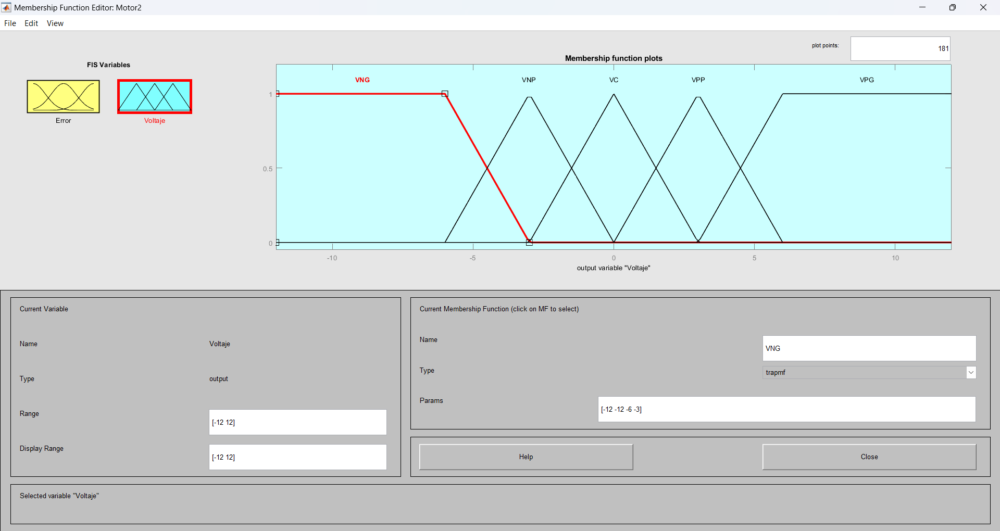 Membership Function Editor: Motor2
File Edit View
plot points:
181
FIS Variables
Membership function plots
VNG VNP VC VPP VPG
Error
Voltaje
1
0.5
0
-10 -5 0 5 10
output variable "Voltaje"
Current Variable
Name Voltaje
Type output
Range [-12 12]
Display Range [-12 12]
Current Membership Function (click on MF to select)
Name VNG
Type trapmf
Params [-12 -12 -6 -3]
Help Close
Selected variable "Voltaje"